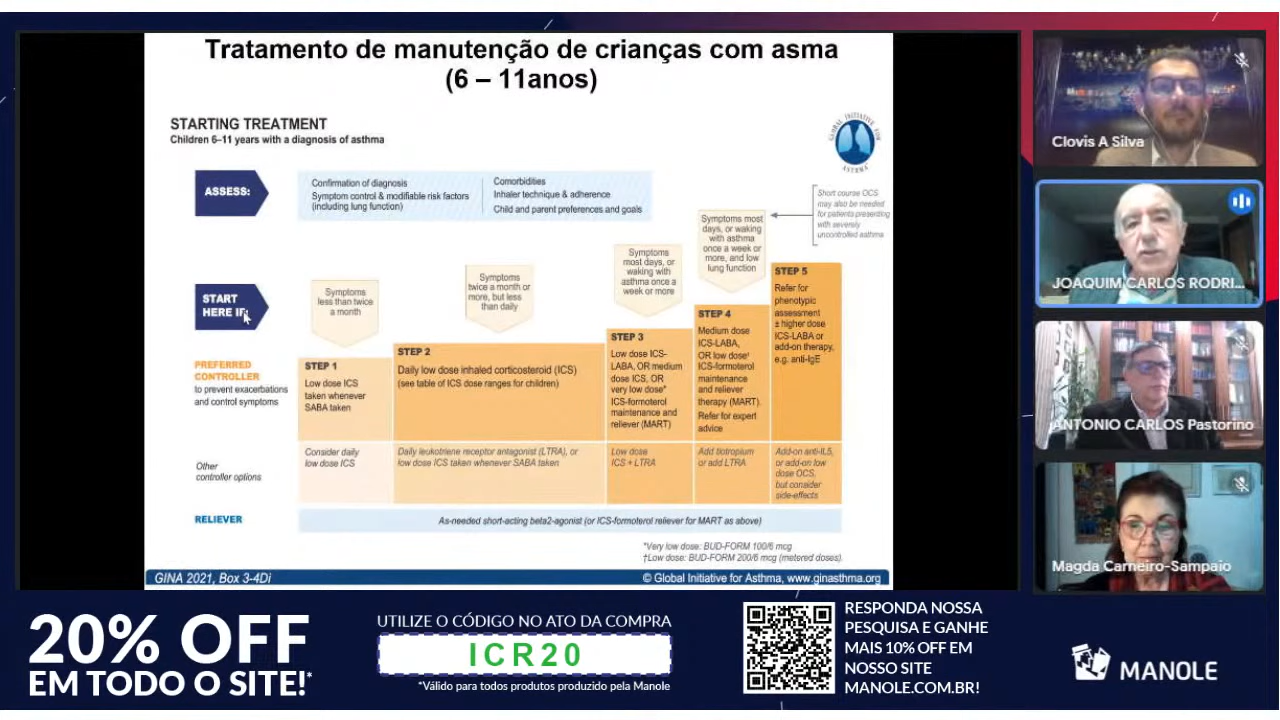 Tratamento de manutenção de crianças com asma
(6 – 11anos)
STARTING TREATMENT
Children 6–11 years with a diagnosis of asthma
GLOBAL INITIATIVE FOR ASTHMA
ASSESS:
Confirmation of diagnosis
Symptom control & modifiable risk factors
(including lung function)
Comorbidities
Inhaler technique & adherence
Child and parent preferences and goals
Short course OCS
may also be needed
for patients presenting
with severely
uncontrolled asthma
START
HERE IF:
Symptoms
less than twice
a month
Symptoms
twice a month or
more, but less
than daily
Symptoms
most days, or
waking with
asthma once a
week or more
Symptoms most
days, or waking
with asthma
once a week or
more, and low
lung function
PREFERRED
CONTROLLER
to prevent exacerbations
and control symptoms
STEP 1
Low dose ICS
taken whenever
SABA taken
STEP 2
Daily low dose inhaled corticosteroid (ICS)
(see table of ICS dose ranges for children)
STEP 3
Low dose ICS-
LABA, OR medium
dose ICS, OR
very low dose*
ICS-formoterol
maintenance and
reliever (MART)
STEP 4
Medium dose
ICS-LABA,
OR low dose†
ICS-formoterol
maintenance
and reliever
therapy (MART).
Refer for expert
advice
STEP 5
Refer for
phenotypic
assessment
± higher dose
ICS-LABA or
add-on therapy,
e.g. anti-IgE
Other
controller options
Consider daily
low dose ICS
Daily leukotriene receptor antagonist (LTRA), or
low dose ICS taken whenever SABA taken
Low dose
ICS + LTRA
Add tiotropium
or add LTRA
Add-on anti-IL5,
or add-on low
dose OCS,
but consider
side-effects
RELIEVER
As-needed short-acting beta2-agonist (or ICS-formoterol reliever for MART as above)
*Very low dose: BUD-FORM 100/6 mcg
†Low dose: BUD-FORM 200/6 mcg (metered doses).
GINA 2021, Box 3-4Di
© Global Initiative for Asthma, www.ginasthma.org
Clovis A Silva
JOAQUIM CARLOS RODRI...
ANTONIO CARLOS Pastorino
Magda Carneiro-Sampaio
20% OFF
EM TODO O SITE!*
UTILIZE O CÓDIGO NO ATO DA COMPRA
ICR20
*Válido para todos produtos produzido pela Manole
RESPONDA NOSSA
PESQUISA E GANHE
MAIS 10% OFF EM
NOSSO SITE
MANOLE.COM.BR!
MANOLE